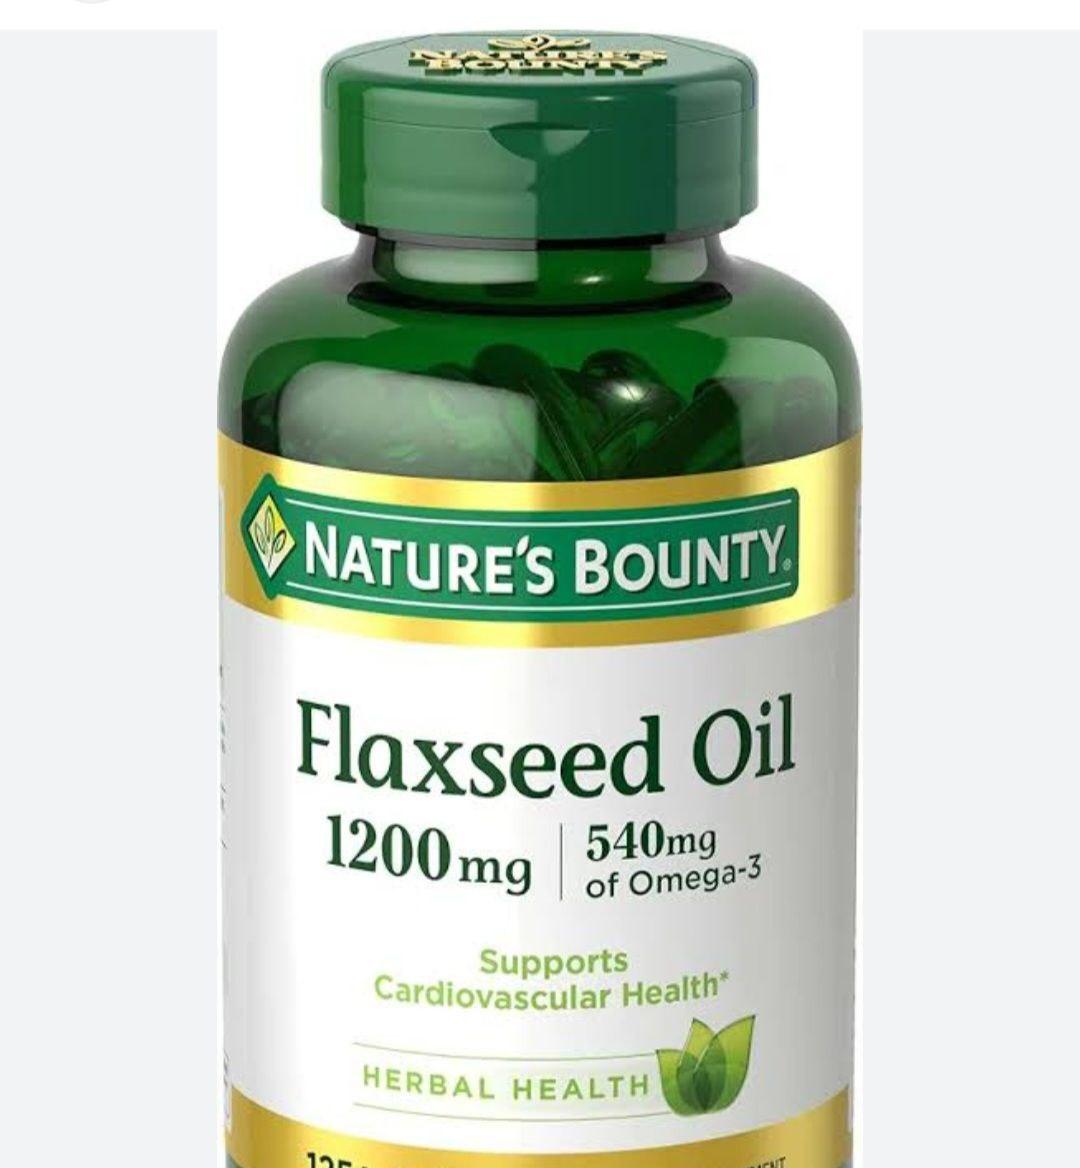 NATURE'S
BOUNTY
NATURE'S BOUNTY®
Flaxseed Oil
1200 mg
540mg
of Omega-3
Supports
Cardiovascular Health*
HERBAL HEALTH